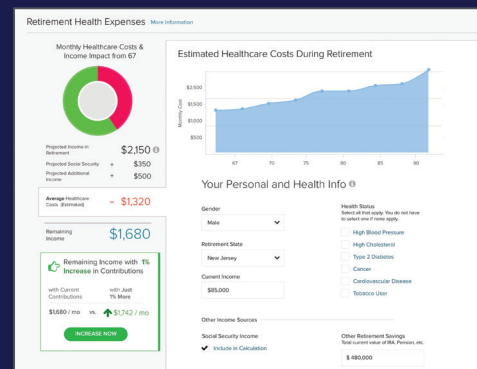 Retirement Health Expenses More Information
Monthly Healthcare Costs &
Income Impact from 67
Projected Income in
Retirement
$2,150
Projected Social Security + $350
Projected Additional
Income
+ $500
Average Healthcare
Costs (Estimated)
- $1,320
Remaining
Income
$1,680
Remaining Income with 1%
Increase in Contributions
with Current
Contributions
with Just
1% More
$1,680 / mo vs. $1,742 / mo
INCREASE NOW
Estimated Healthcare Costs During Retirement
Monthly Cost
$2,500
$1,500
$1,000
$500
67 70 75 80 85 90
Your Personal and Health Info
Gender
Male
Retirement State
New Jersey
Current Income
$85,000
Health Status
Select all that apply. You do not have
to select one if none apply.
High Blood Pressure
High Cholesterol
Type 2 Diabetes
Cancer
Cardiovascular Disease
Tobacco User
Other Income Sources
Social Security Income
Include in Calculation
Other Retirement Savings
Total current value of IRA, Pension, etc.
$ 480,000